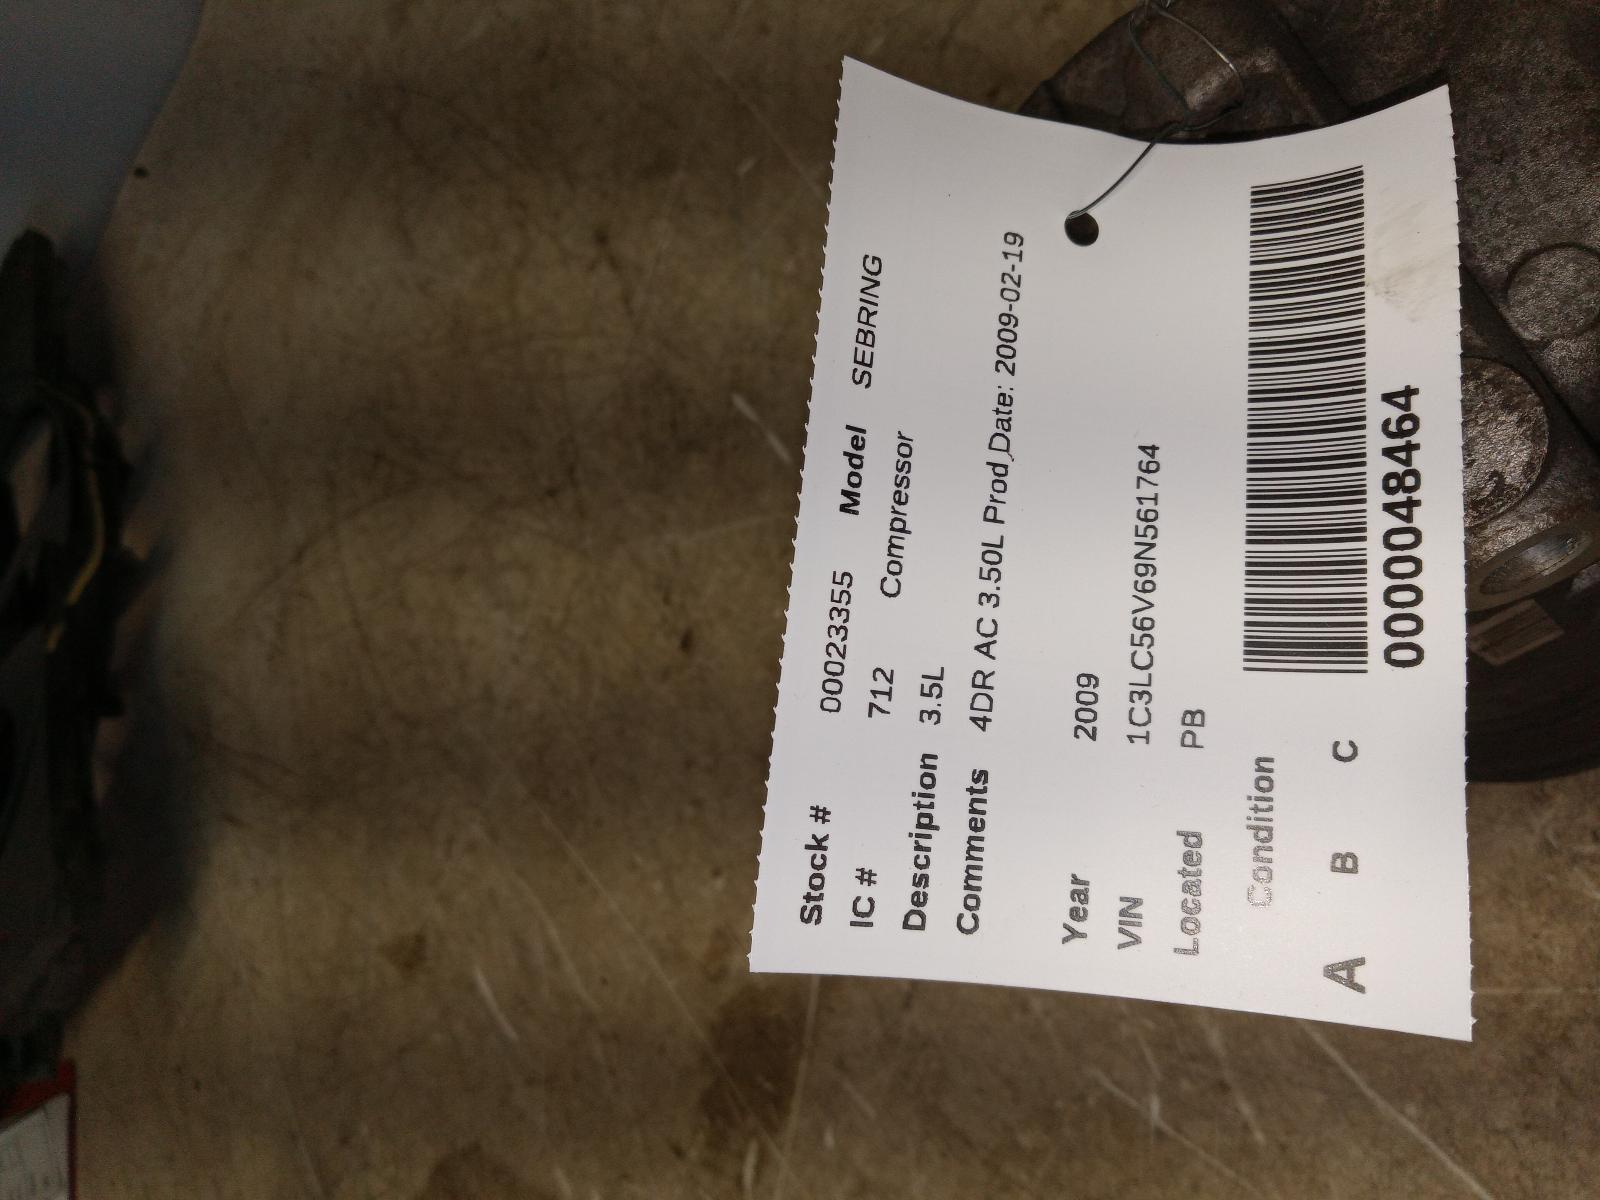 Stock # 00023355 Model SEBRING
IC # 712 Compressor
Description 3.5L
Comments 4DR AC 3.50L Prod Date: 2009-02-19
Year 2009
VIN 1C3LC56V69N561764
Located PB
Condition
A B C
0000048464